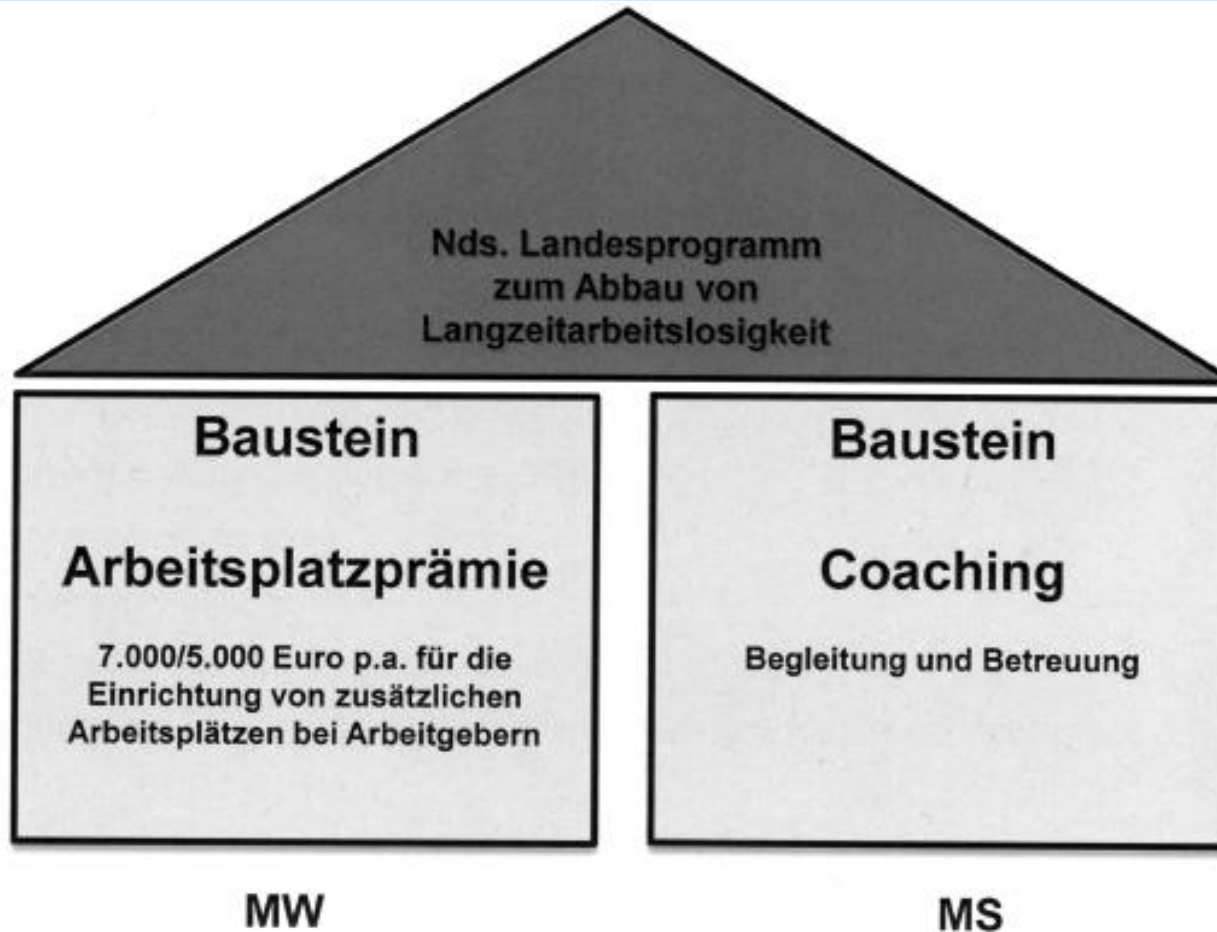 Nds. Landesprogramm
zum Abbau von
Langzeitarbeitslosigkeit
Baustein
Arbeitsplatzprämie
7.000/5.000 Euro p.a. für die
Einrichtung von zusätzlichen
Arbeitsplätzen bei Arbeitgebern
MW
Baustein
Coaching
Begleitung und Betreuung
MS